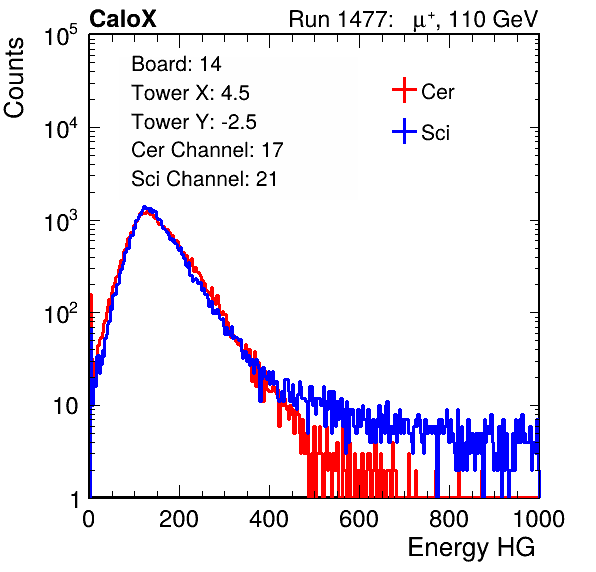 CaloX Run 1477: μ⁺, 110 GeV
Counts
Board: 14
Tower X: 4.5
Tower Y: -2.5
Cer Channel: 17
Sci Channel: 21
Cer
Sci
10⁵
10⁴
10³
10²
10
1
0 200 400 600 800 1000
Energy HG